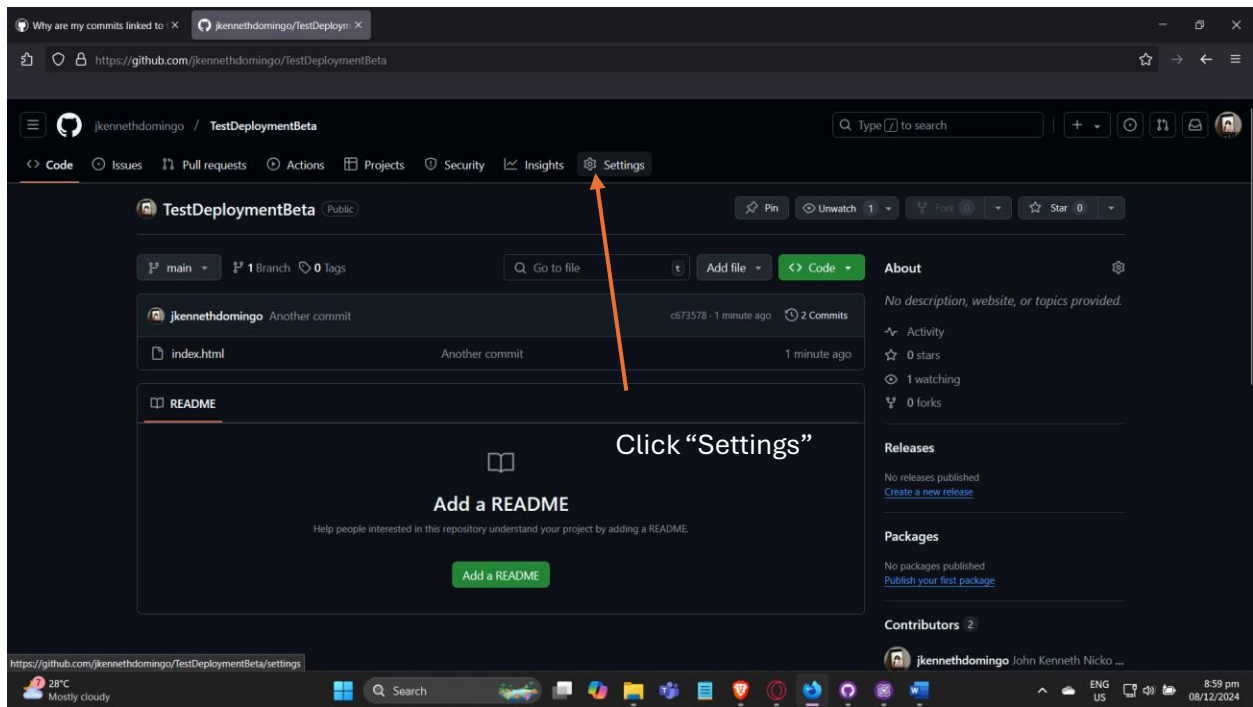 Why are my commits linked to
jkennethdomingo/TestDeploym
https://github.com/jkennethdomingo/TestDeploymentBeta
jkennethdomingo / TestDeploymentBeta
Type / to search
Code Issues Pull requests Actions Projects Security Insights Settings
TestDeploymentBeta Public
Pin Unwatch 1 Fork 0 Star 0
main 1 Branch 0 Tags Go to file t Add file Code
jkennethdomingo Another commit c673578 · 1 minute ago 2 Commits
index.html Another commit 1 minute ago
README
Add a README
Help people interested in this repository understand your project by adding a README.
Add a README
Click “Settings”
About
No description, website, or topics provided.
Activity
0 stars
1 watching
0 forks
Releases
No releases published
Create a new release
Packages
No packages published
Publish your first package
Contributors 2
jkennethdomingo John Kenneth Nicko ...
https://github.com/jkennethdomingo/TestDeploymentBeta/settings
28°C
Mostly cloudy
Search
ENG
US
8:59 pm
08/12/2024